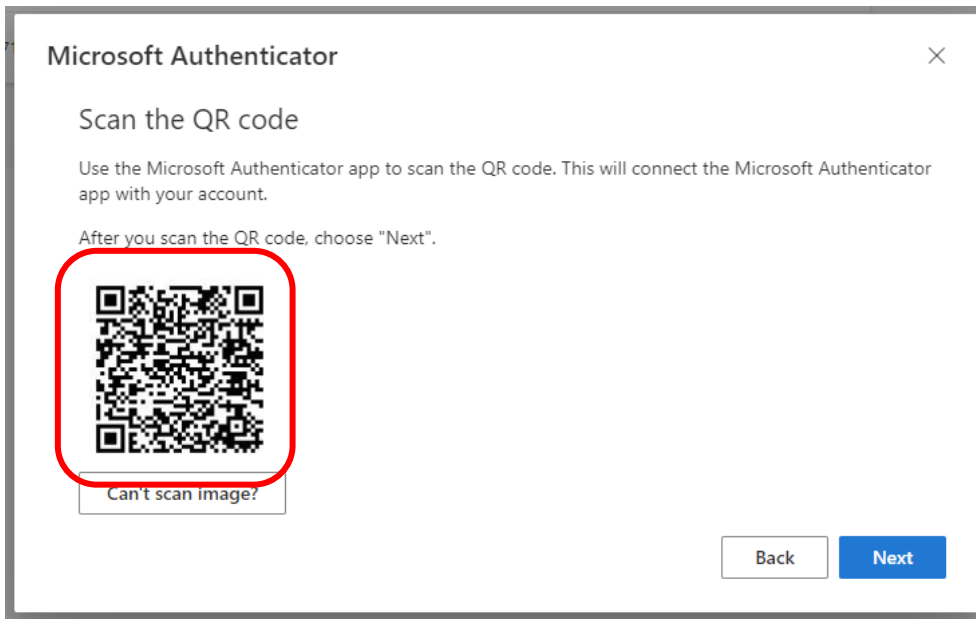 Microsoft Authenticator
Scan the QR code
Use the Microsoft Authenticator app to scan the QR code. This will connect the Microsoft Authenticator
app with your account.
After you scan the QR code, choose "Next".
Can't scan image?
Back
Next